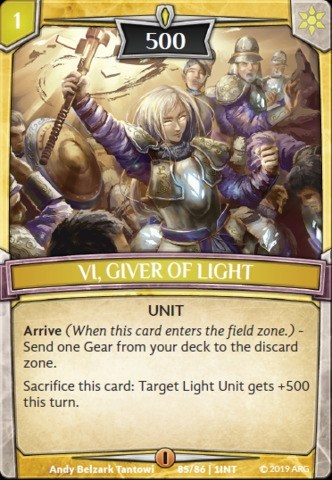 1
500
VI, GIVER OF LIGHT
UNIT
Arrive (When this card enters the field zone.) -
Send one Gear from your deck to the discard
zone.
Sacrifice this card: Target Light Unit gets +500
this turn.
I
Andy Belzark Tantowi 85/86 | 1INT © 2019 ARG